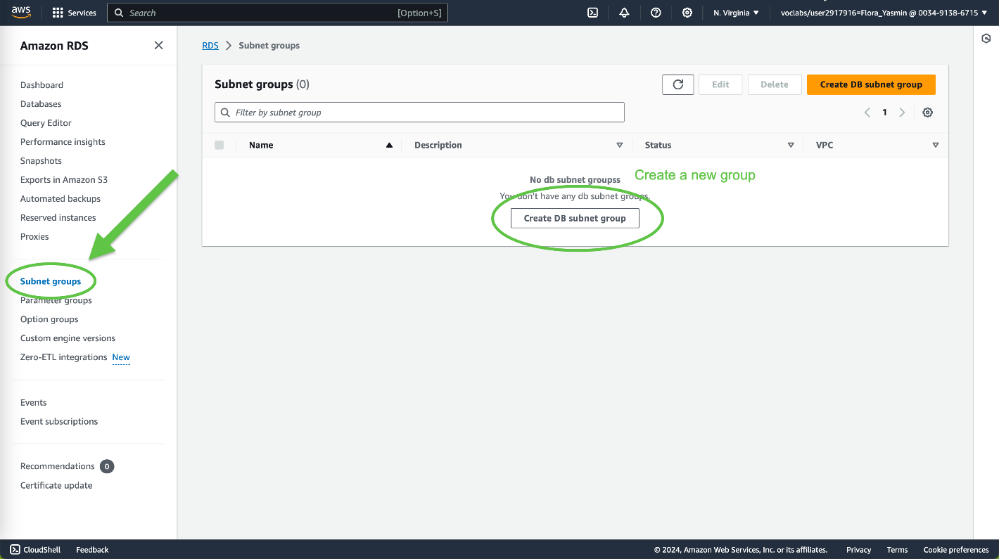 aws
Services
Search
[Option+S]
N. Virginia
voclabs/user2917916=Flora_Yasmin @ 0034-9138-6715
Amazon RDS
Dashboard
Databases
Query Editor
Performance insights
Snapshots
Exports in Amazon S3
Automated backups
Reserved instances
Proxies
Subnet groups
Parameter groups
Option groups
Custom engine versions
Zero-ETL integrations New
Events
Event subscriptions
Recommendations 0
Certificate update
RDS > Subnet groups
Subnet groups (0)
Edit
Delete
Create DB subnet group
Filter by subnet group
1
Name
Description
Status
VPC
Create a new group
No db subnet groupss
You don't have any db subnet groups.
Create DB subnet group
CloudShell
Feedback
© 2024, Amazon Web Services, Inc. or its affiliates.
Privacy
Terms
Cookie preferences